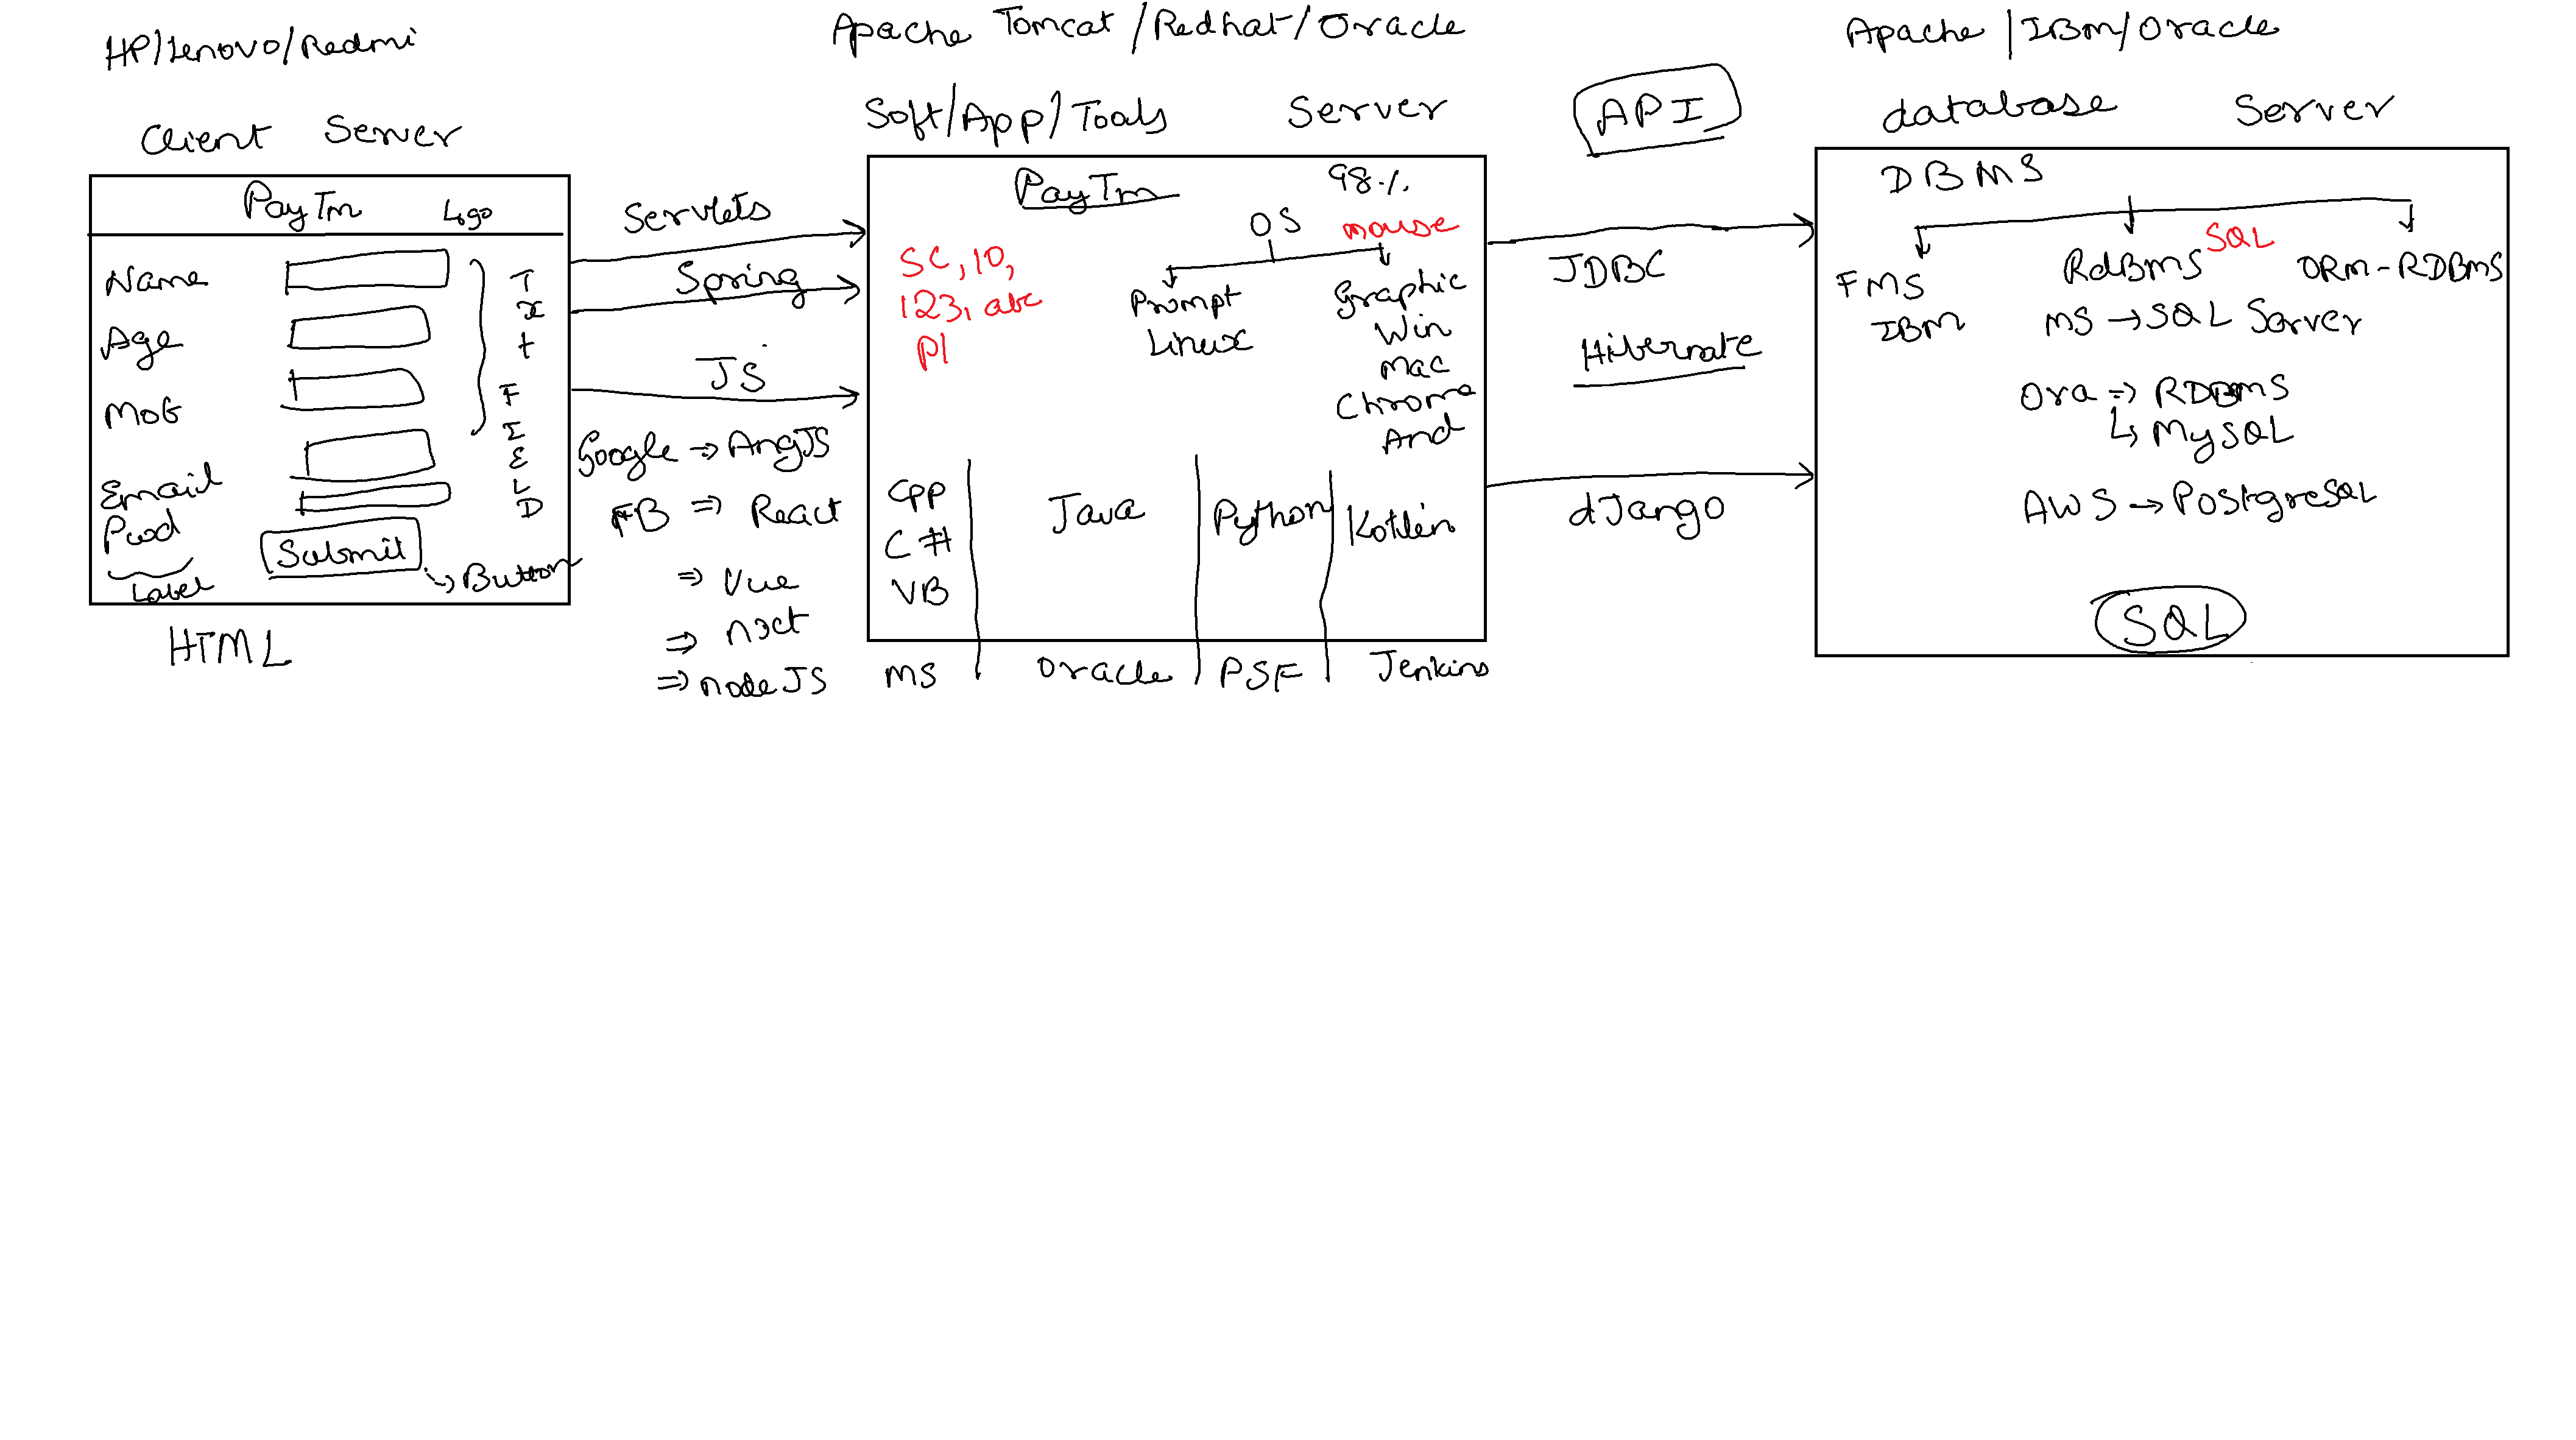 HP/Lenovo/Redmi
Client Server
PayTm Logo
Name
Age
Mob
Email
Pwd
Label
Submit
Button
Txt
FIELD
HTML
Servlets
Spring
JS
Google → AngJS
FB ⇒ React
⇒ Vue
⇒ nODEJS
Apache Tomcat/Redhat/Oracle
Soft/App/Tools Server
PayTm 98%
OS mouse
SC, 10,
123, abc
P1
Prompt
Linux
Graphic
Win
Mac
Chrome
And
CPP
C#
VB
Java
Python
Kotlin
MS
Oracle
PSF
Jenkins
API
JDBC
Hibernate
dJango
Apache/IBM/Oracle
database Server
DBMS
FMS
IBM
RdBMS SQL
ORM-RDBMS
MS → SQL Server
Ora ⇒ RDBMS
↳ MySQL
AWS → PostgreSQL
SQL